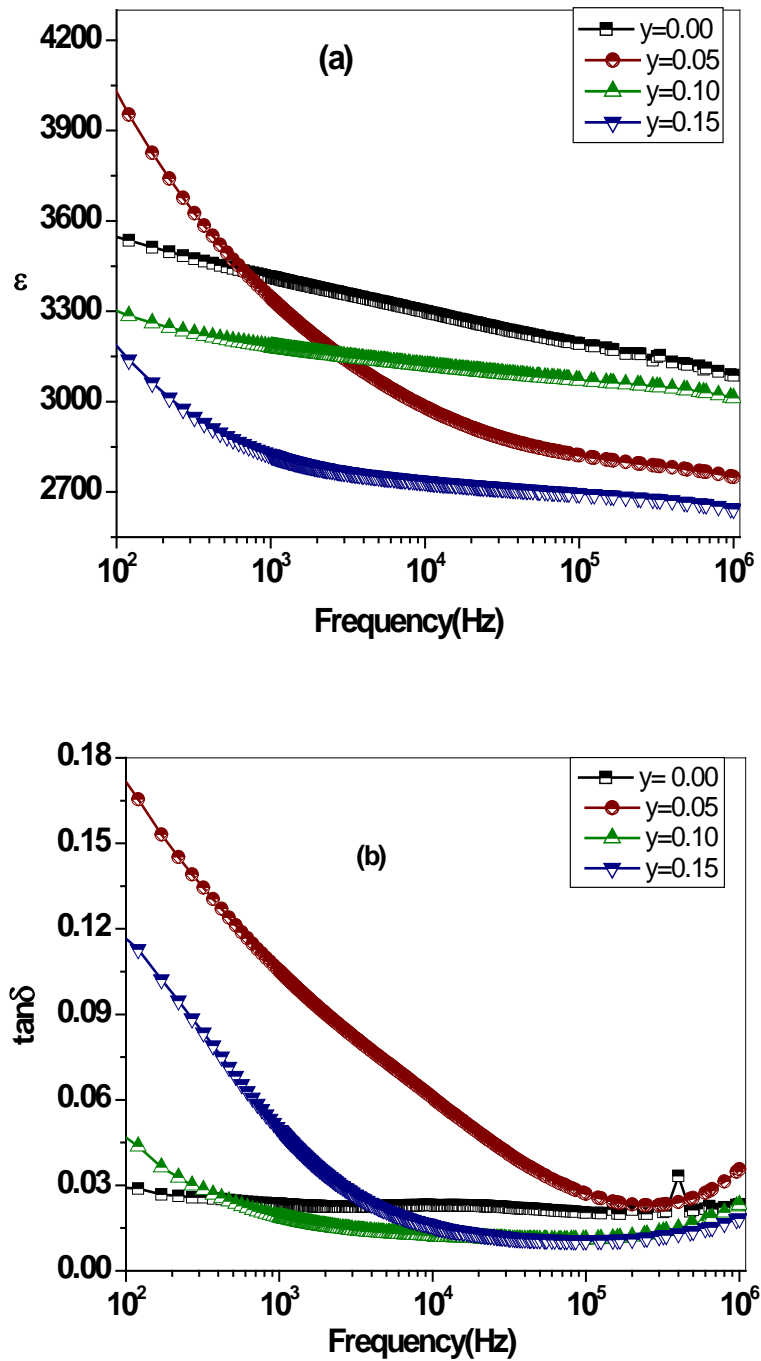 (a)
y=0.00
y=0.05
y=0.10
y=0.15
4200
3900
3600
3300
3000
2700
ε
10² 10³ 10⁴ 10⁵ 10⁶
Frequency(Hz)
(b)
y= 0.00
y=0.05
y=0.10
y=0.15
0.18
0.15
0.12
0.09
0.06
0.03
0.00
tanδ
10² 10³ 10⁴ 10⁵ 10⁶
Frequency(Hz)